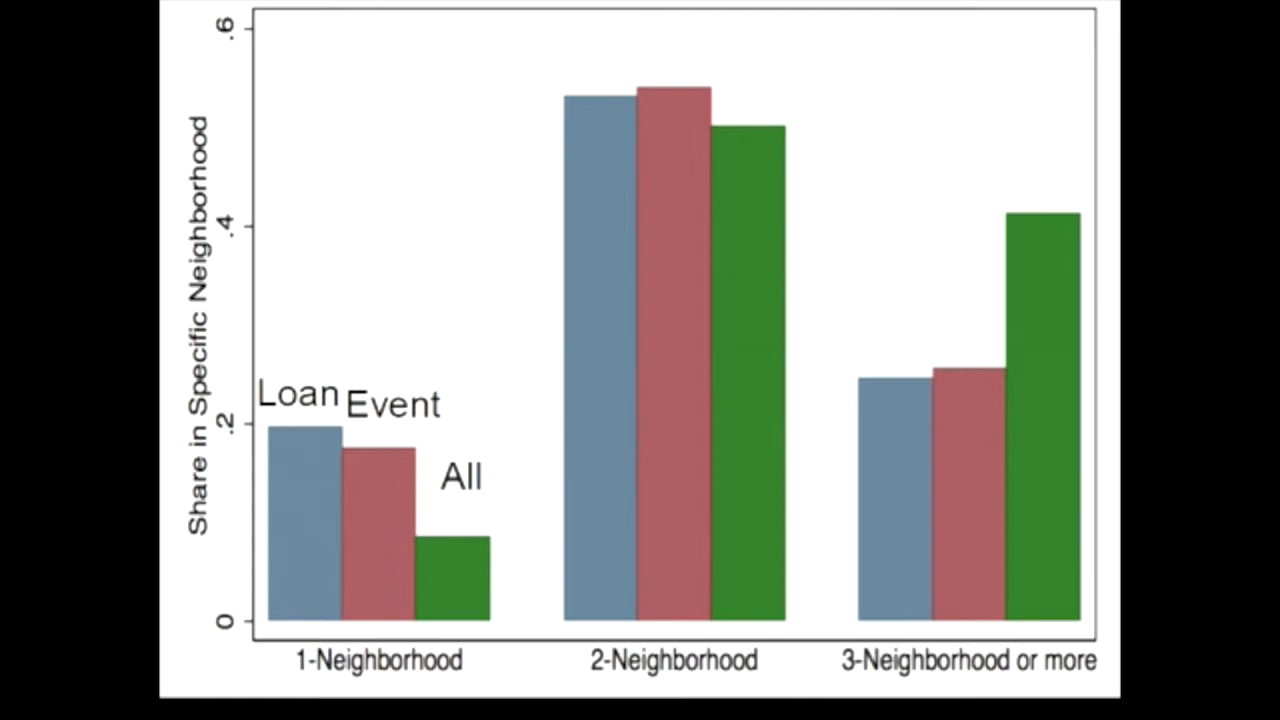 .6
.4
.2
0
Share in Specific Neighborhood
Loan
Event
All
1-Neighborhood
2-Neighborhood
3-Neighborhood or more